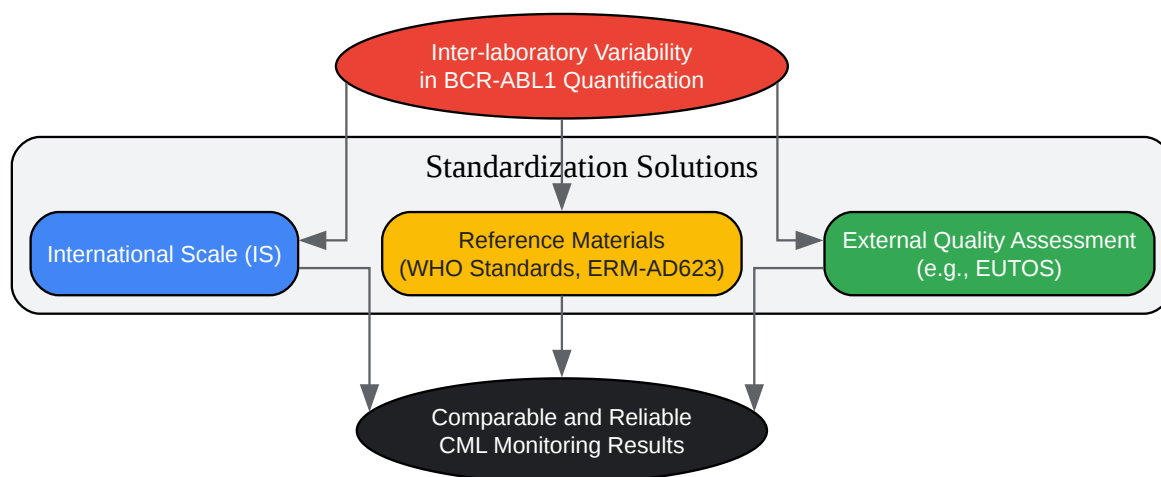 Inter-laboratory Variability
in BCR-ABL1 Quantification
Standardization Solutions
International Scale (IS)
Reference Materials
(WHO Standards, ERM-AD623)
External Quality Assessment
(e.g., EUTOS)
Comparable and Reliable
CML Monitoring Results